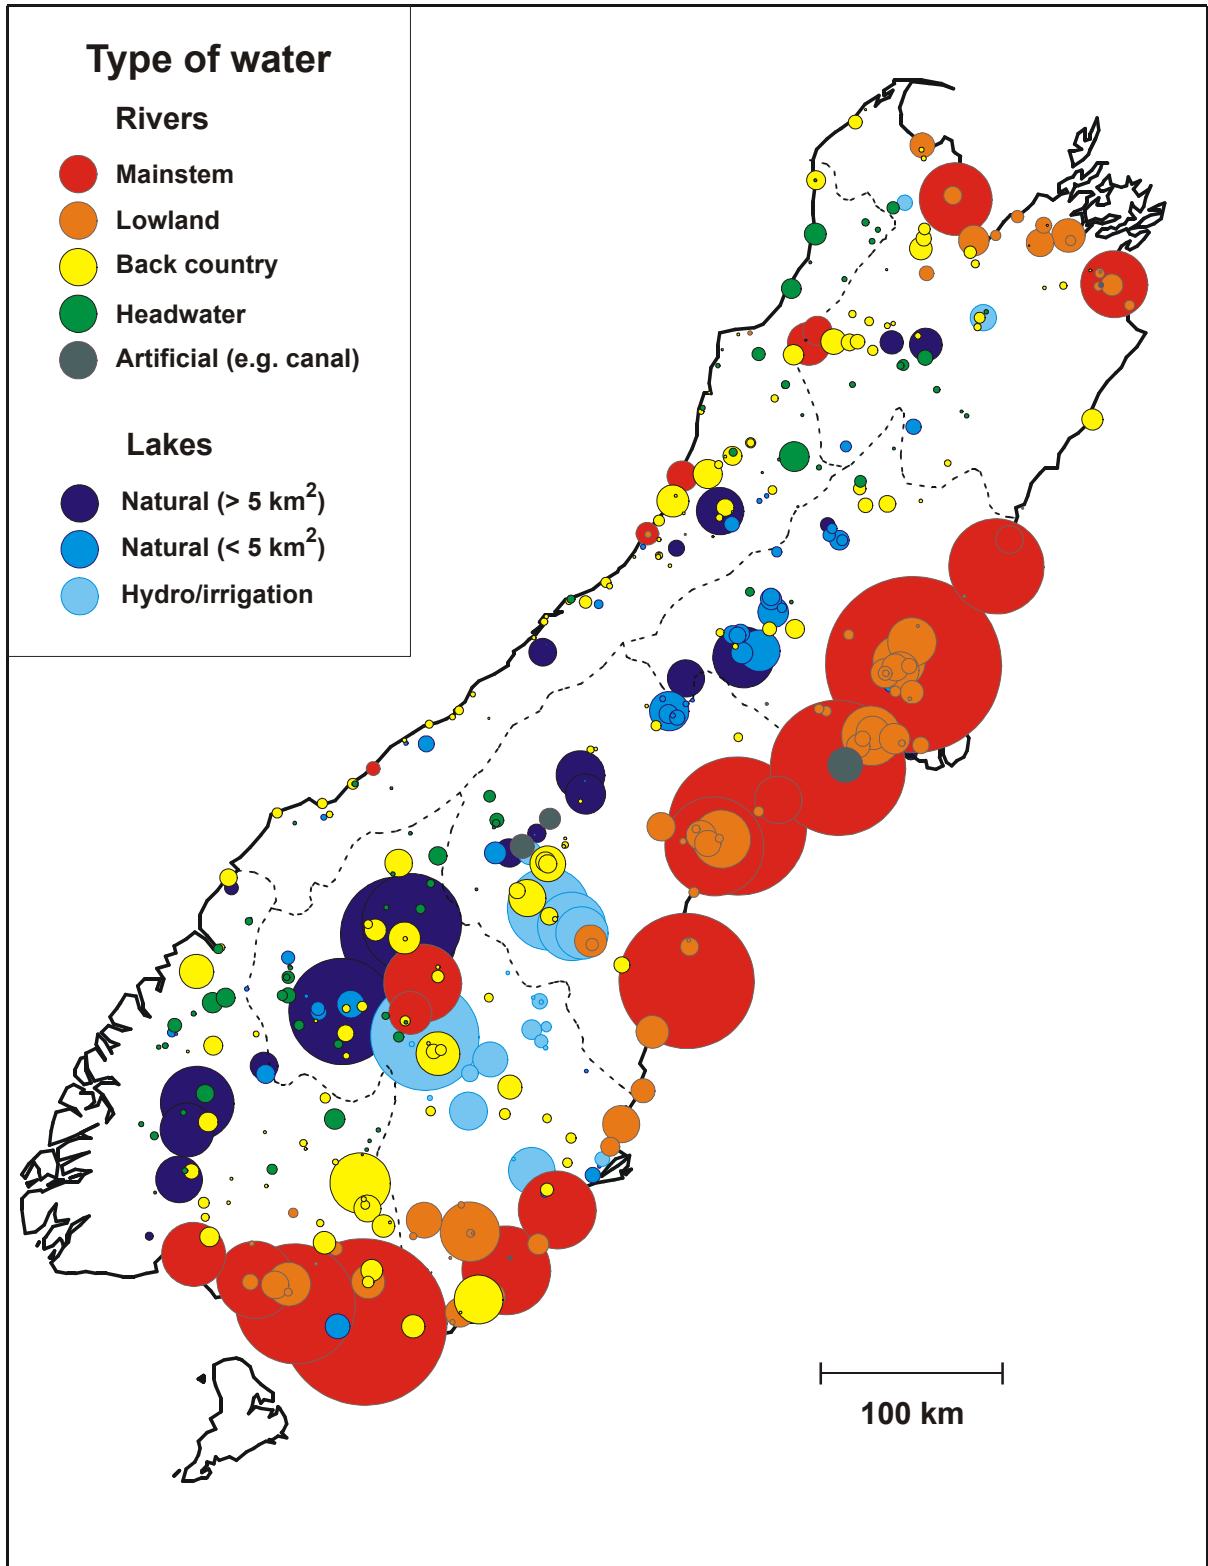 Type of water
Rivers
Mainstem
Lowland
Back country
Headwater
Artificial (e.g. canal)
Lakes
Natural (> 5 km²)
Natural (< 5 km²)
Hydro/irrigation
100 km